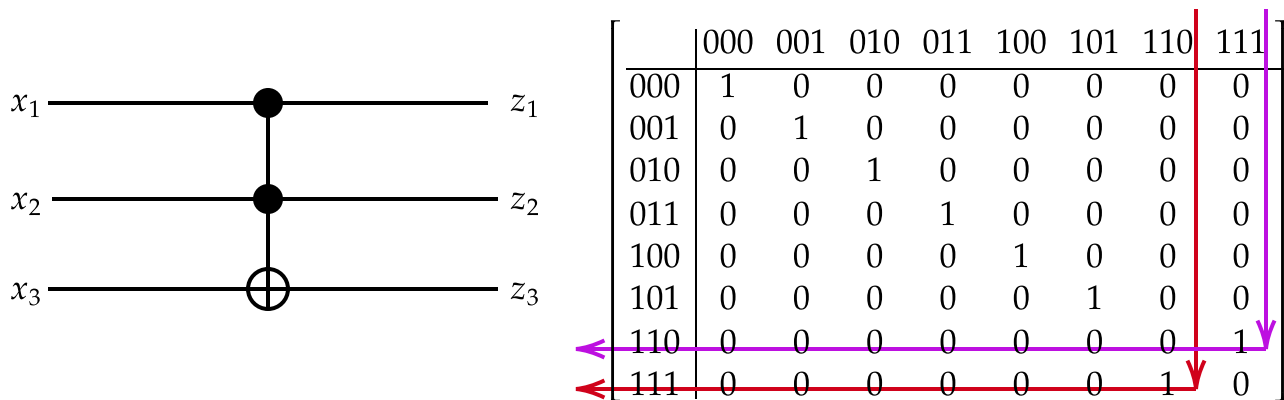 x₁ z₁
x₂ z₂
x₃ z₃
000 001 010 011 100 101 110 111
000 1 0 0 0 0 0 0 0
001 0 1 0 0 0 0 0 0
010 0 0 1 0 0 0 0 0
011 0 0 0 1 0 0 0 0
100 0 0 0 0 1 0 0 0
101 0 0 0 0 0 1 0 0
110 0 0 0 0 0 0 0 1
111 0 0 0 0 0 0 1 0